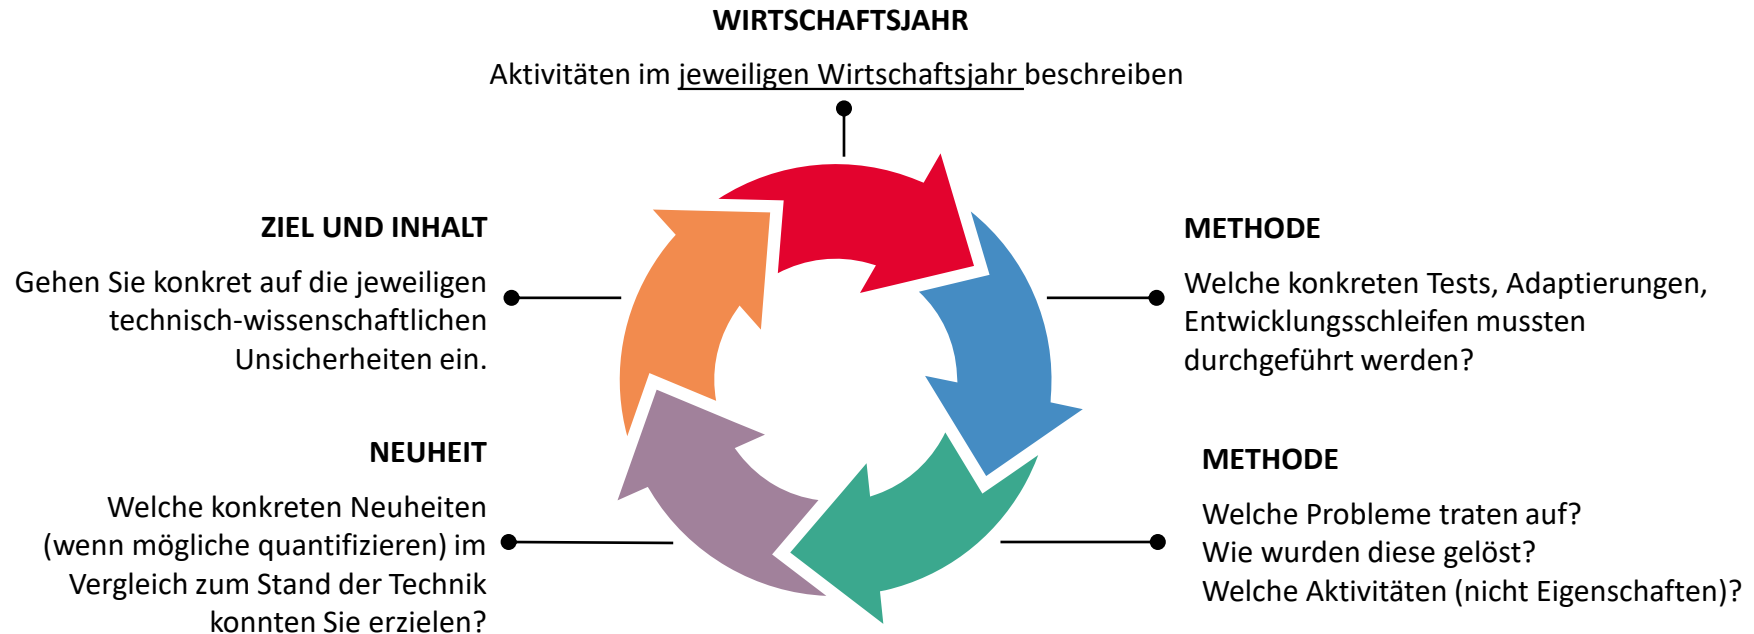 WIRTSCHAFTSJAHR
Aktivitäten im jeweiligen Wirtschaftsjahr beschreiben
ZIEL UND INHALT
Gehen Sie konkret auf die jeweiligen
technisch-wissenschaftlichen
Unsicherheiten ein.
METHODE
Welche konkreten Tests, Adaptierungen,
Entwicklungsschleifen mussten
durchgeführt werden?
NEUHEIT
Welche konkreten Neuheiten
(wenn mögliche quantifizieren) im
Vergleich zum Stand der Technik
konnten Sie erzielen?
METHODE
Welche Probleme traten auf?
Wie wurden diese gelöst?
Welche Aktivitäten (nicht Eigenschaften)?